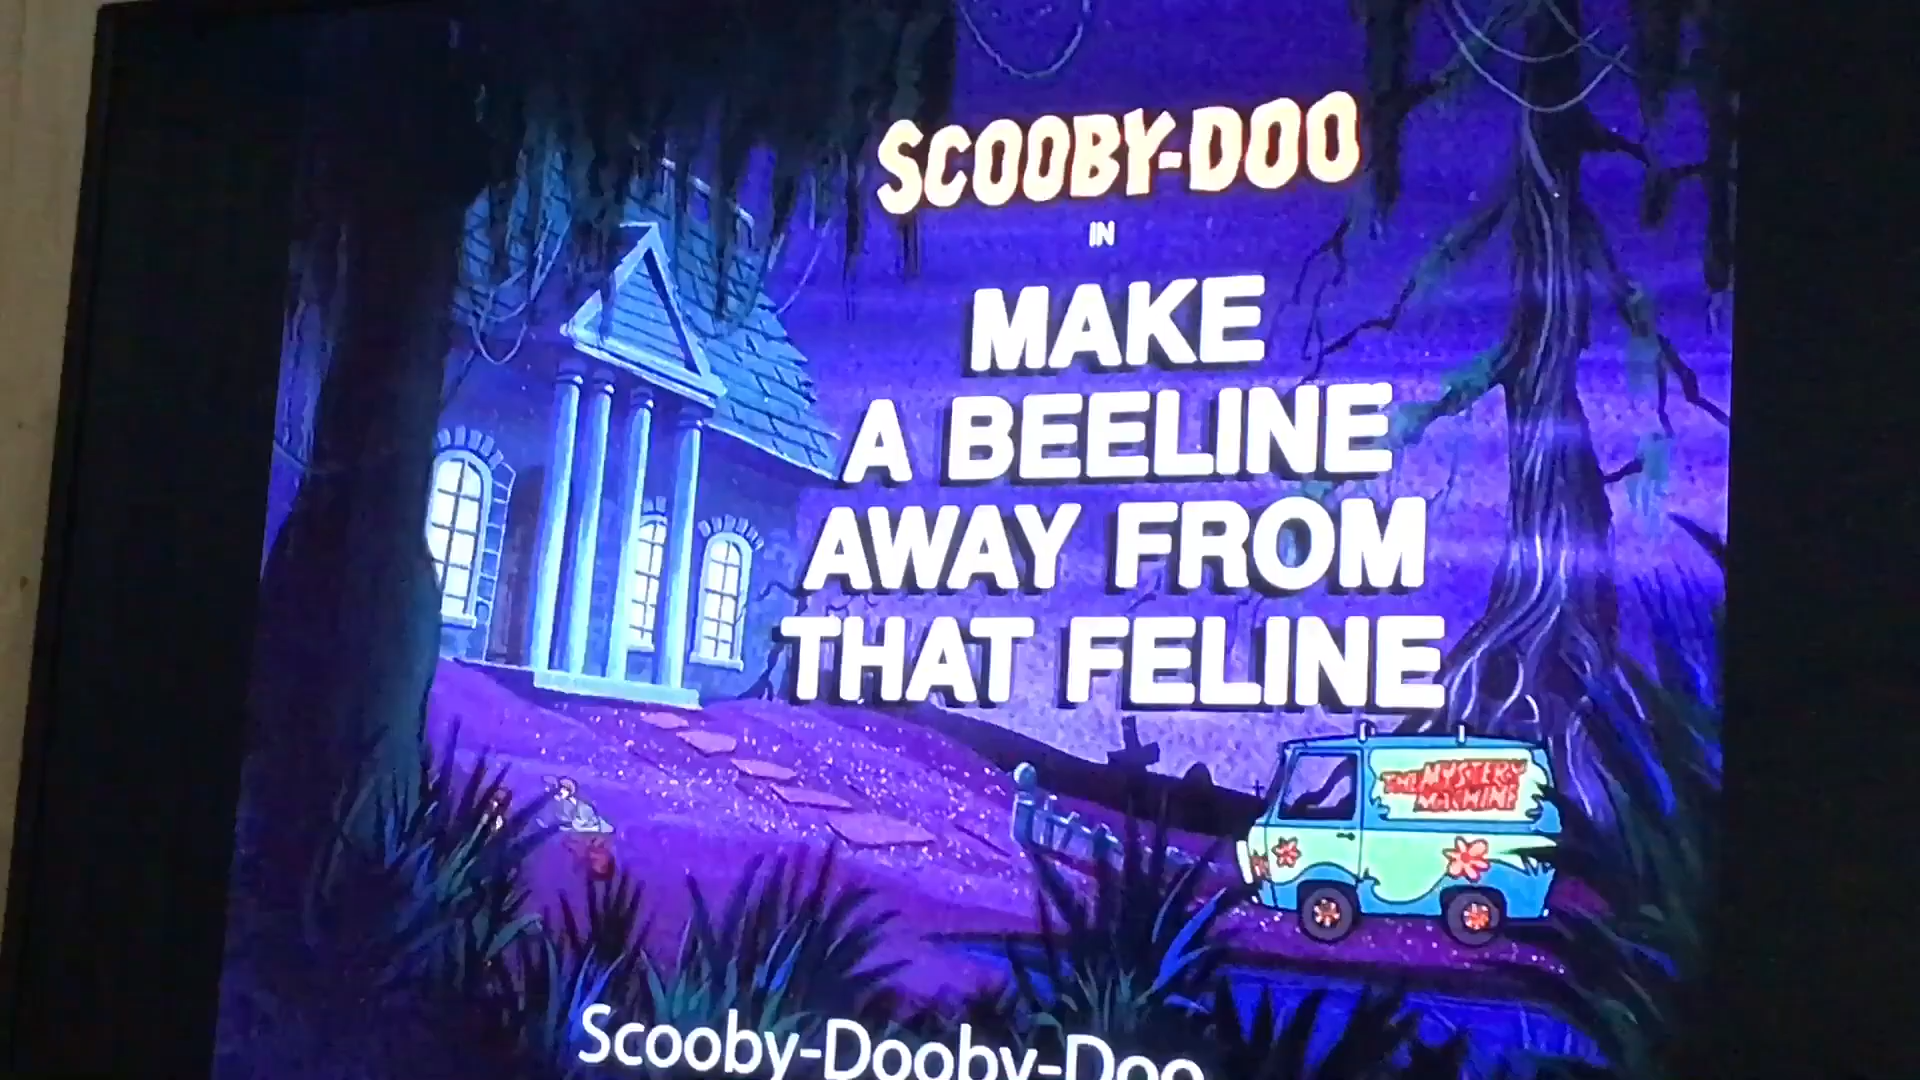 SCOOBY-DOO
IN
MAKE
A BEELINE
AWAY FROM
THAT FELINE
THE MYSTERY
MACHINE
Scooby-Dooby-Doo